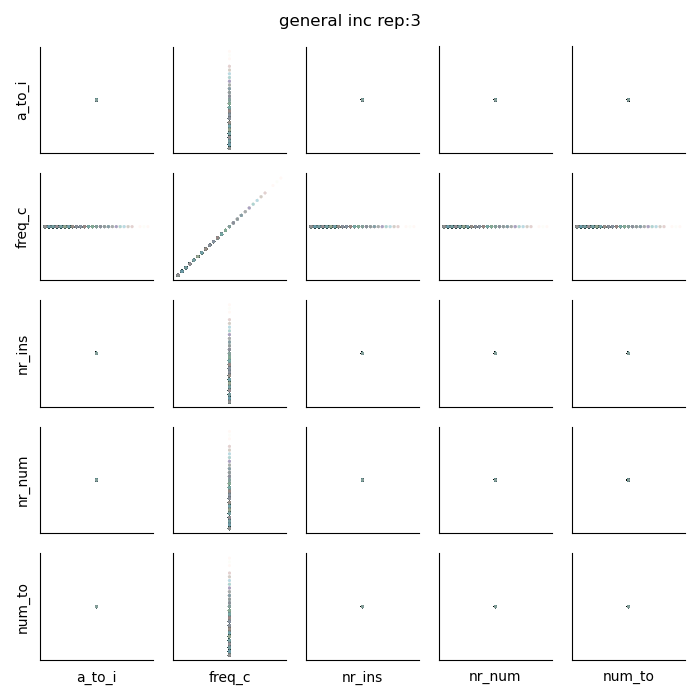 general inc rep:3
a_to_i
freq_c
nr_ins
nr_num
num_to
a_to_i
freq_c
nr_ins
nr_num
num_to